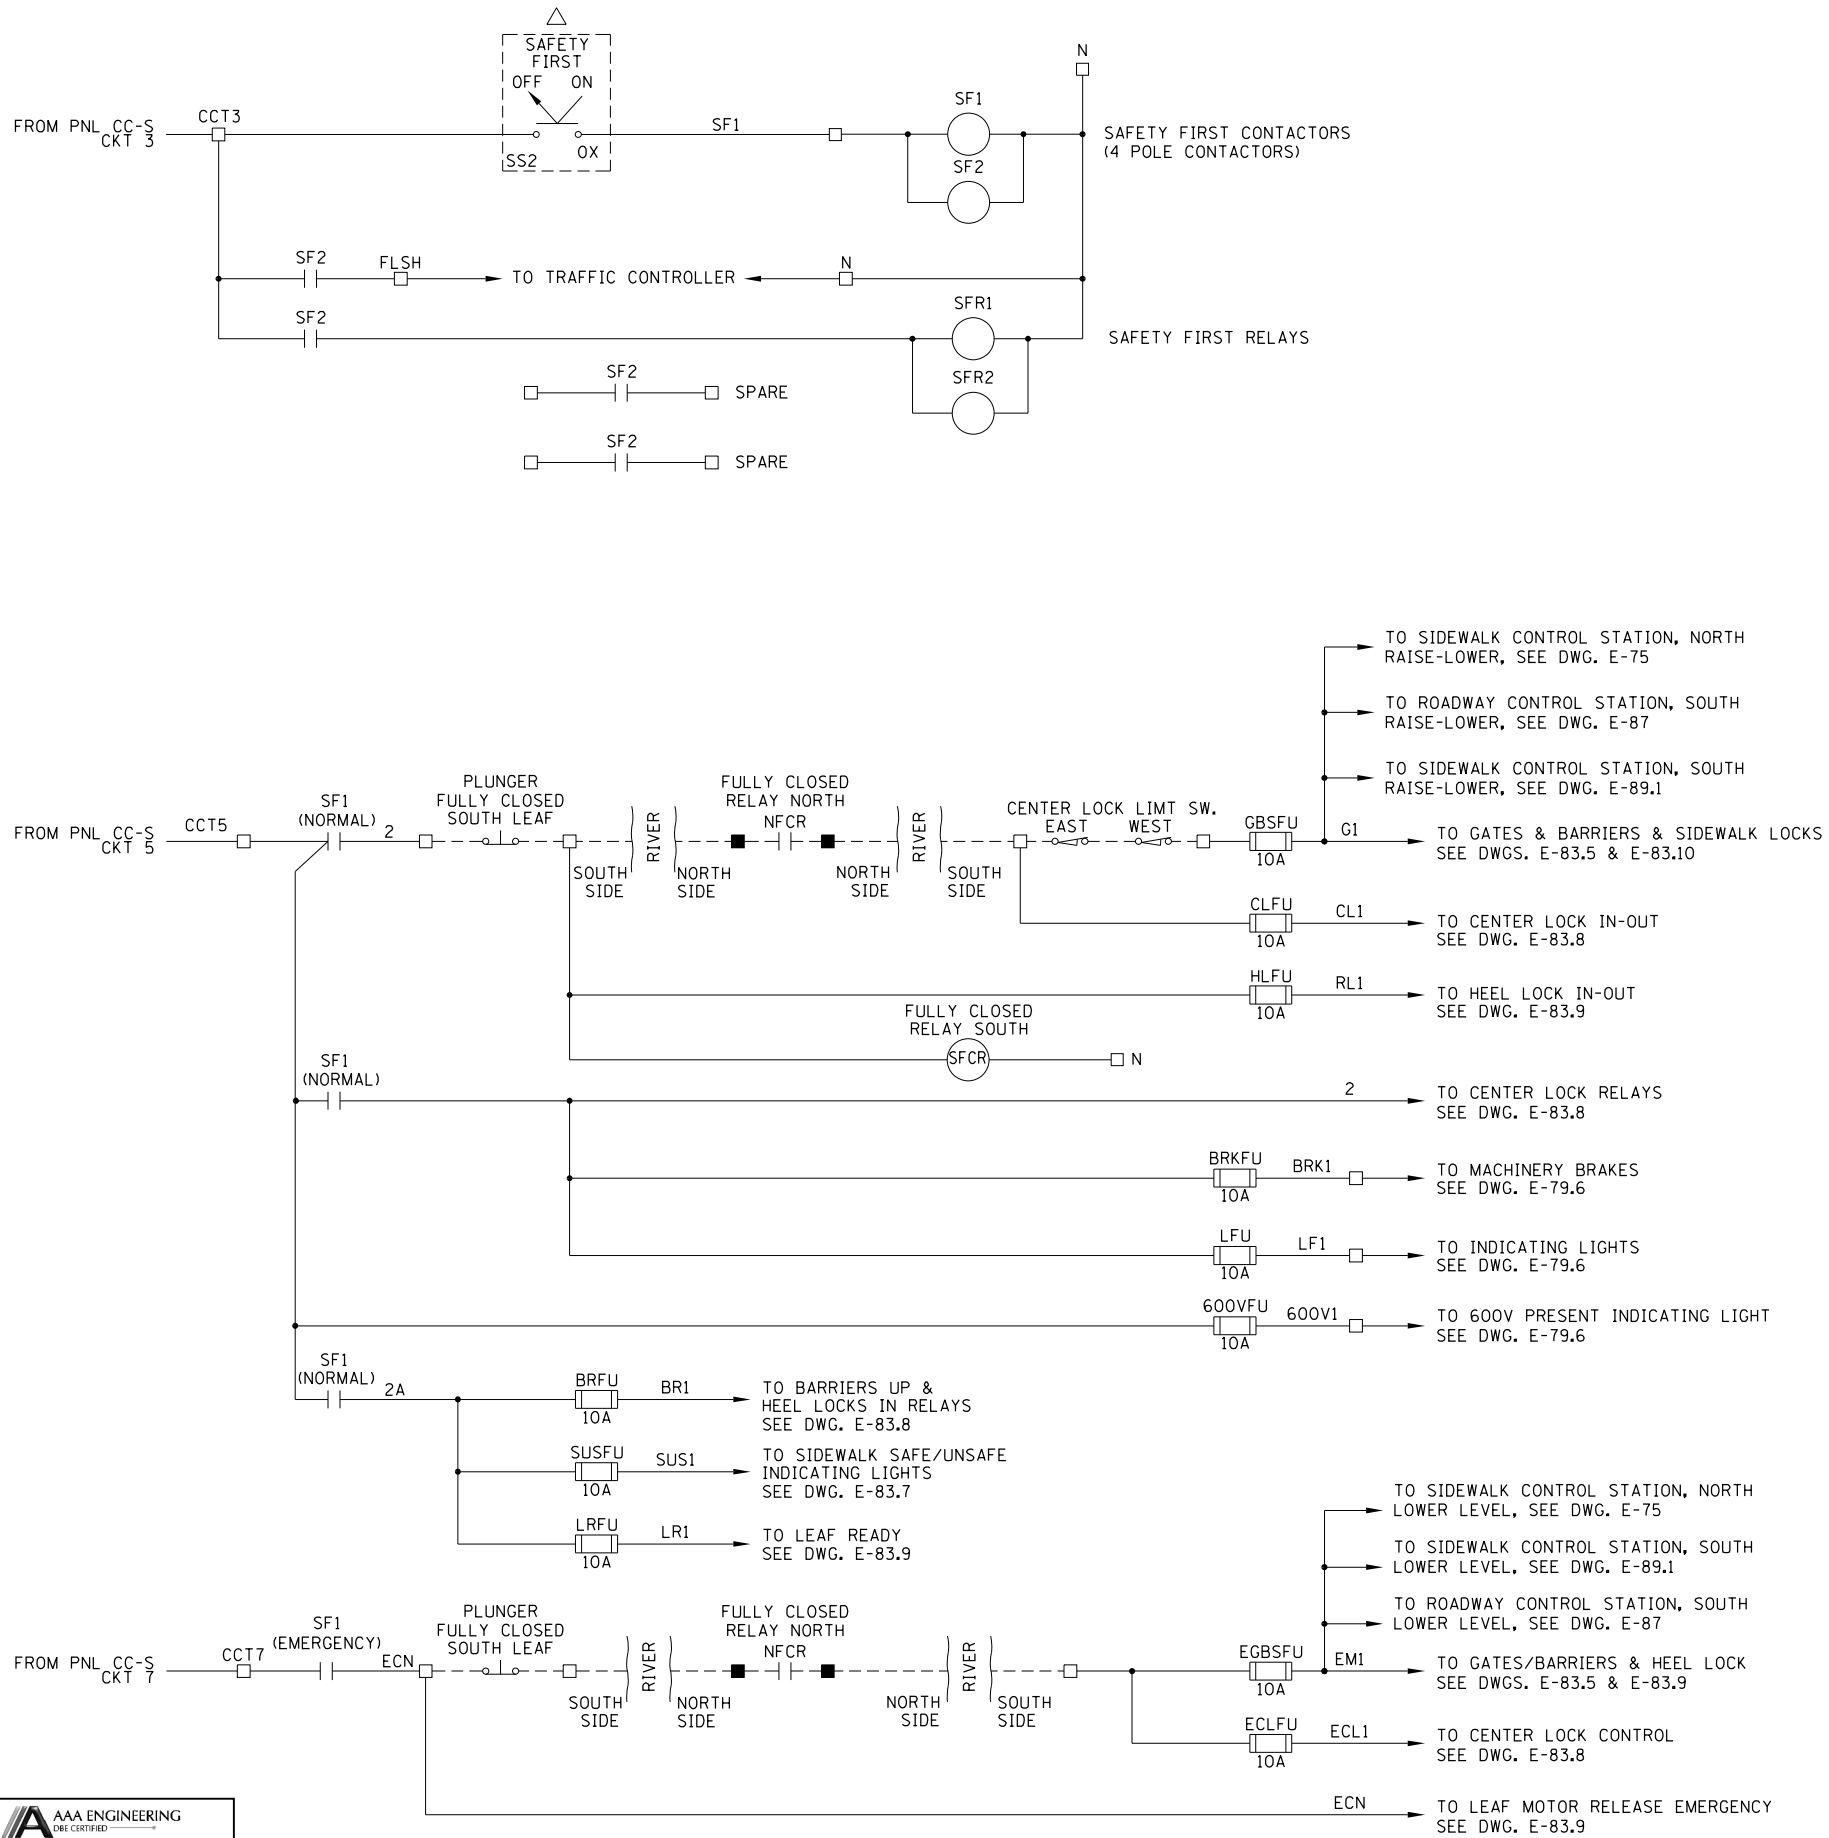 SAFETY
FIRST
OFF ON
N
FROM PNL CC-S
CKT 3
CCT3
SS2
OX
SF1
SF1
SF2
SAFETY FIRST CONTACTORS
(4 POLE CONTACTORS)
SF2
FLSH
TO TRAFFIC CONTROLLER
N
SF2
SFR1
SFR2
SAFETY FIRST RELAYS
SF2
SPARE
SF2
SPARE
TO SIDEWALK CONTROL STATION, NORTH
RAISE-LOWER, SEE DWG. E-75
TO ROADWAY CONTROL STATION, SOUTH
RAISE-LOWER, SEE DWG. E-87
TO SIDEWALK CONTROL STATION, SOUTH
RAISE-LOWER, SEE DWG. E-89.1
FROM PNL CC-S
CKT 5
CCT5
SF1
(NORMAL)
2
PLUNGER
FULLY CLOSED
SOUTH LEAF
SOUTH
SIDE
RIVER
NORTH
SIDE
FULLY CLOSED
RELAY NORTH
NFCR
NORTH
SIDE
RIVER
SOUTH
SIDE
CENTER LOCK LIMT SW.
EAST WEST
GBSFU
10A
G1
TO GATES & BARRIERS & SIDEWALK LOCKS
SEE DWGS. E-83.5 & E-83.10
CLFU
10A
CL1
TO CENTER LOCK IN-OUT
SEE DWG. E-83.8
HLFU
10A
RL1
TO HEEL LOCK IN-OUT
SEE DWG. E-83.9
FULLY CLOSED
RELAY SOUTH
SFCR
N
SF1
(NORMAL)
2
TO CENTER LOCK RELAYS
SEE DWG. E-83.8
BRKFU
10A
BRK1
TO MACHINERY BRAKES
SEE DWG. E-79.6
LFU
10A
LF1
TO INDICATING LIGHTS
SEE DWG. E-79.6
600VFU
10A
600V1
TO 600V PRESENT INDICATING LIGHT
SEE DWG. E-79.6
SF1
(NORMAL)
2A
BRFU
10A
BR1
TO BARRIERS UP &
HEEL LOCKS IN RELAYS
SEE DWG. E-83.8
SUSFU
10A
SUS1
TO SIDEWALK SAFE/UNSAFE
INDICATING LIGHTS
SEE DWG. E-83.7
LRFU
10A
LR1
TO LEAF READY
SEE DWG. E-83.9
TO SIDEWALK CONTROL STATION, NORTH
LOWER LEVEL, SEE DWG. E-75
TO SIDEWALK CONTROL STATION, SOUTH
LOWER LEVEL, SEE DWG. E-89.1
TO ROADWAY CONTROL STATION, SOUTH
LOWER LEVEL, SEE DWG. E-87
FROM PNL CC-S
CKT 7
CCT7
SF1
(EMERGENCY)
ECN
PLUNGER
FULLY CLOSED
SOUTH LEAF
SOUTH
SIDE
RIVER
NORTH
SIDE
FULLY CLOSED
RELAY NORTH
NFCR
NORTH
SIDE
RIVER
SOUTH
SIDE
EGBSFU
10A
EM1
TO GATES/BARRIERS & HEEL LOCK
SEE DWGS. E-83.5 & E-83.9
ECLFU
10A
ECL1
TO CENTER LOCK CONTROL
SEE DWG. E-83.8
ECN
TO LEAF MOTOR RELEASE EMERGENCY
SEE DWG. E-83.9
AAA ENGINEERING
DBE CERTIFIED